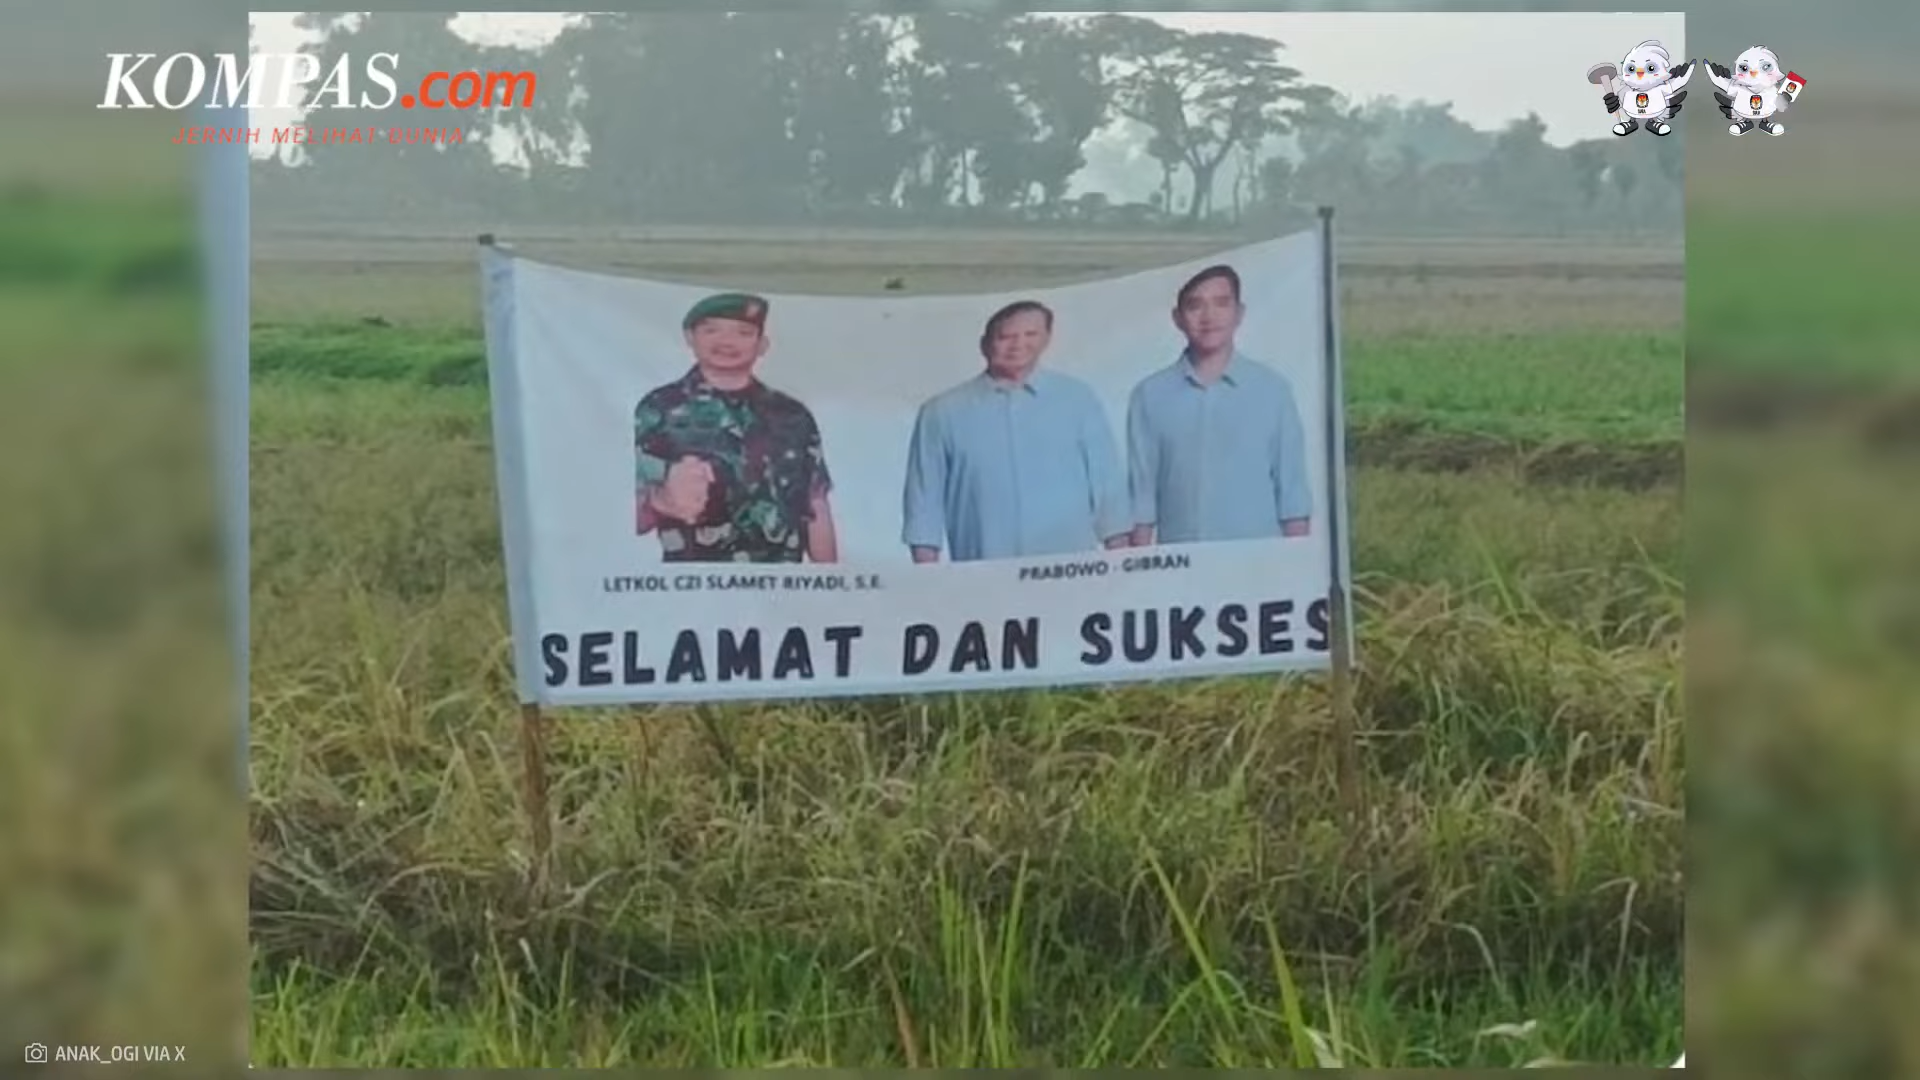 KOMPAS.com
JERNIH MELIHAT DUNIA
LETKOL CZI SLAMET RIYADI, S.E.
PRABOWO - GIBRAN
SELAMAT DAN SUKSES
ANAK_OGI VIA X